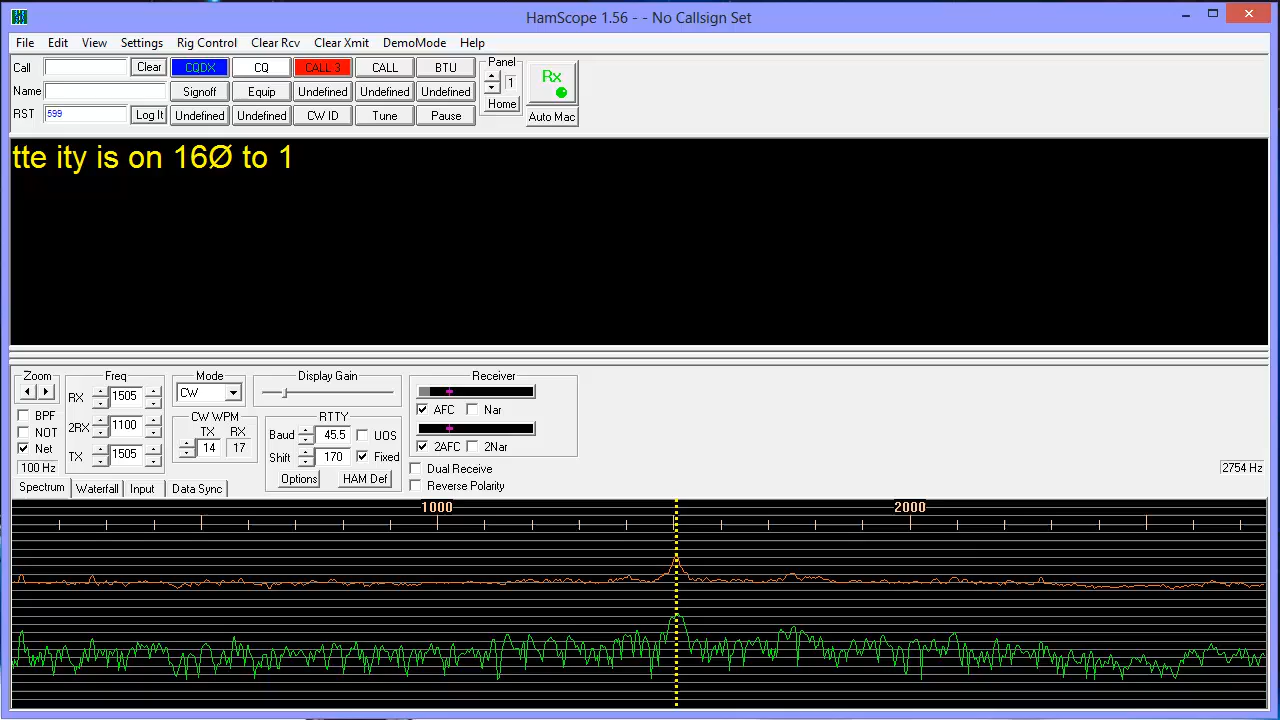 HamScope 1.56 - - No Callsign Set
File Edit View Settings Rig Control Clear Rcv Clear Xmit DemoMode Help
Call Clear CQDX CQ CALL 3 CALL BTU Panel
Name Signoff Equip Undefined Undefined Undefined 1 Rx
RST 599 Log It Undefined Undefined CW ID Tune Pause Home Auto Mac
tte ity is on 16Ø to 1
Zoom Freq Mode Display Gain Receiver
RX 1505 CW
BPF AFC Nar
NOT 2RX 1100 CW WPM RTTY
TX RX Baud 45.5 UOS
Net 14 17 2AFC 2Nar
TX 1505 Shift 170 Fixed
100 Hz Dual Receive 2754 Hz
Options HAM Def
Spectrum Waterfall Input Data Sync Reverse Polarity
1000 2000